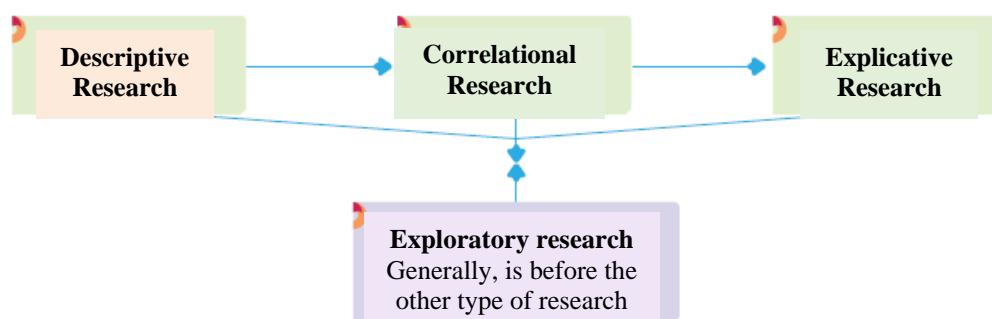 Descriptive
Research
Correlational
Research
Explicative
Research
Exploratory research
Generally, is before the
other type of research